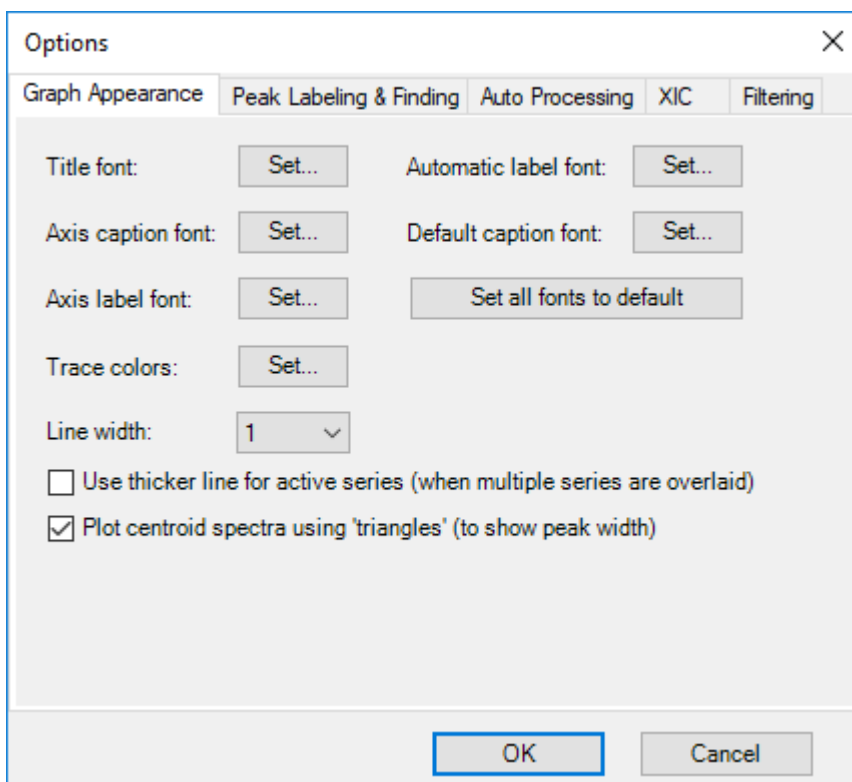 Options
Graph Appearance Peak Labeling & Finding Auto Processing XIC Filtering
Title font: Set... Automatic label font: Set...
Axis caption font: Set... Default caption font: Set...
Axis label font: Set... Set all fonts to default
Trace colors: Set...
Line width: 1
Use thicker line for active series (when multiple series are overlaid)
Plot centroid spectra using 'triangles' (to show peak width)
OK Cancel